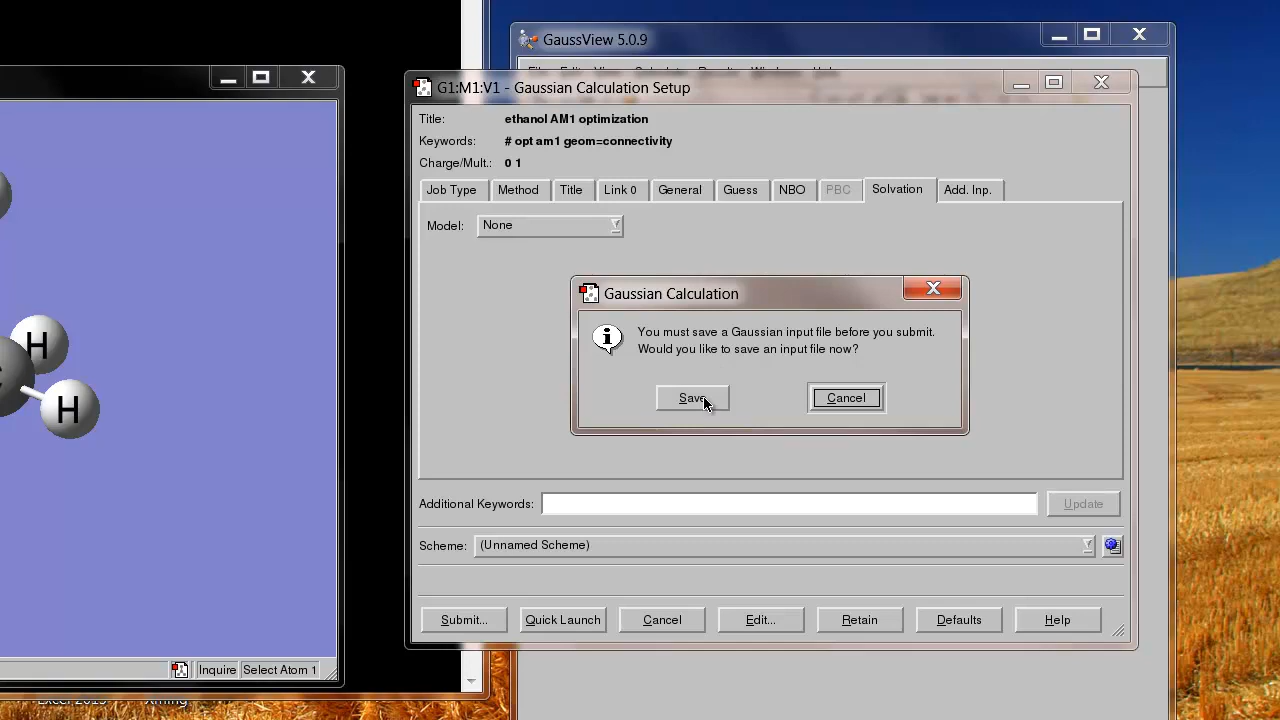 GaussView 5.0.9
G1:M1:V1 - Gaussian Calculation Setup
Title: ethanol AM1 optimization
Keywords: # opt am1 geom=connectivity
Charge/Mult.: 0 1
Job Type Method Title Link 0 General Guess NBO PBC Solvation Add. Inp.
Model: None
Gaussian Calculation
You must save a Gaussian input file before you submit.
Would you like to save an input file now?
Save Cancel
H
H
Additional Keywords: Update
Scheme: (Unnamed Scheme)
Submit... Quick Launch Cancel Edit... Retain Defaults Help
Inquire Select Atom 1
Excel 2013 Xming